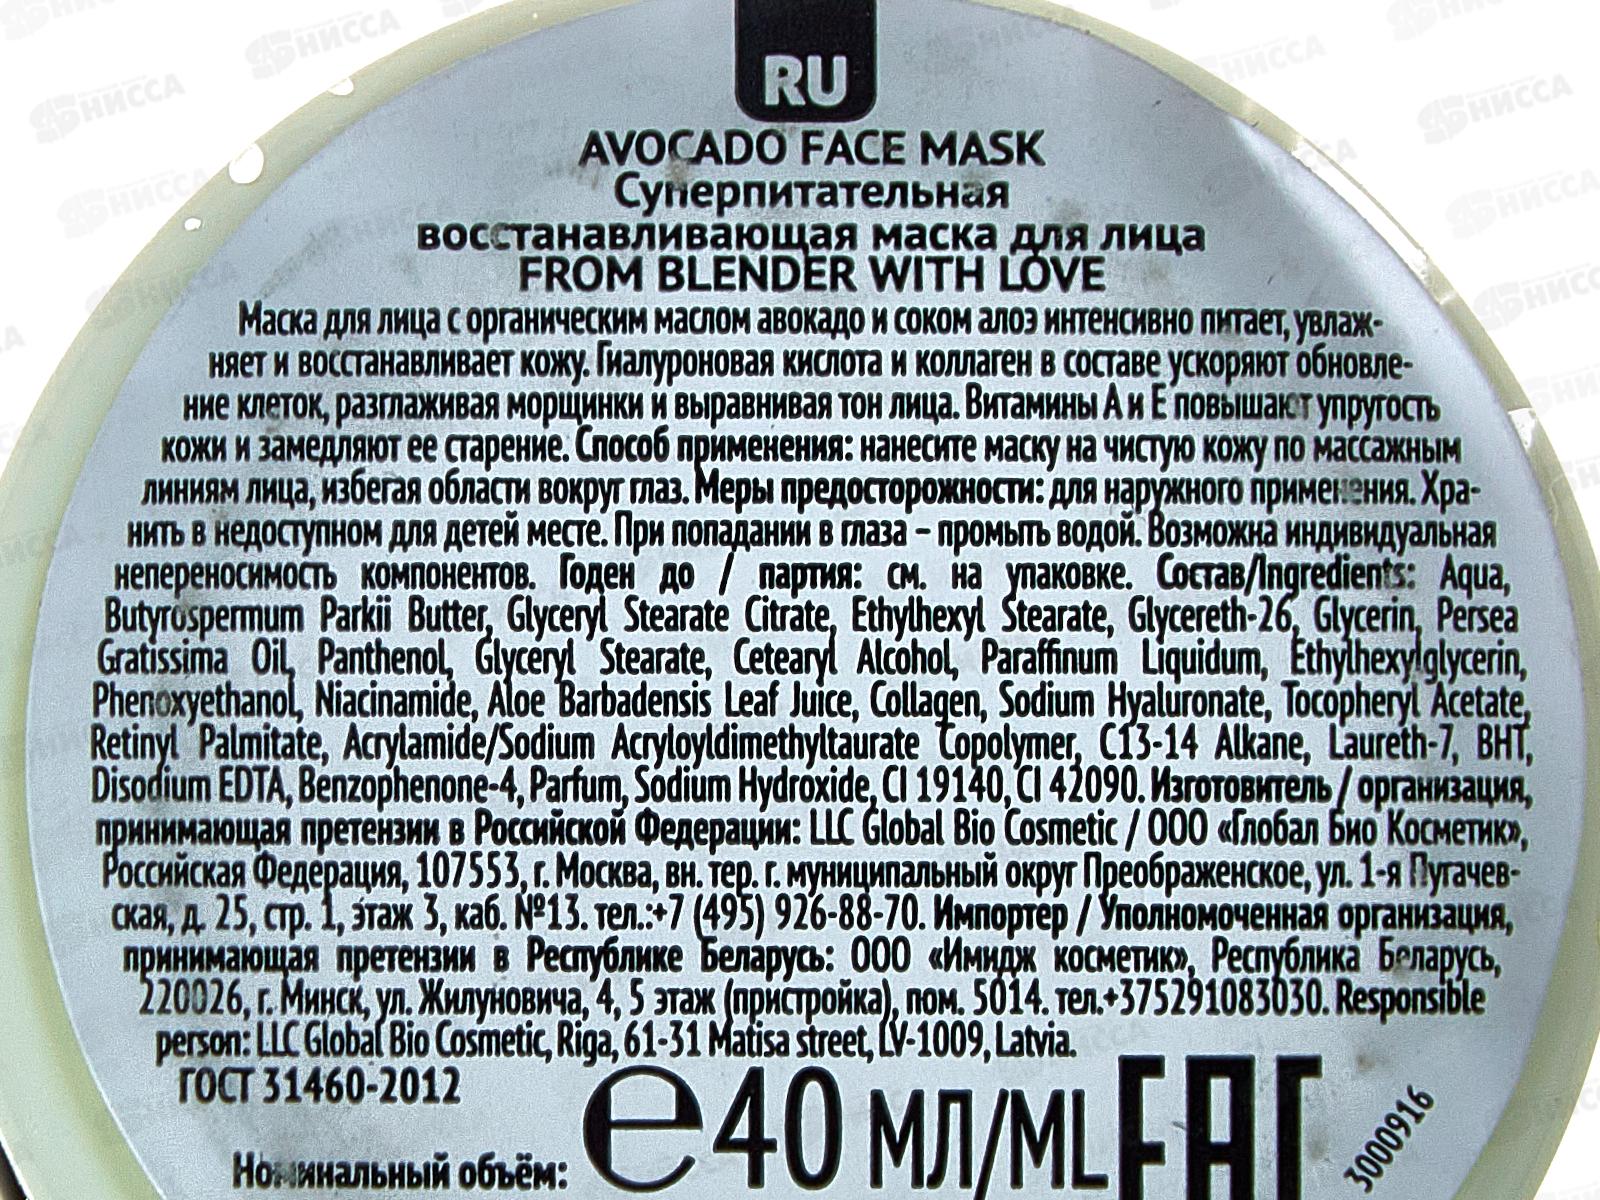 RU
AVOCADO FACE MASK
Суперпитательная
восстанавливающая маска для лица
FROM BLENDER WITH LOVE
Маска для лица с органическим маслом авокадо и соком алоэ интенсивно питает, увлаж-
няет и восстанавливает кожу. Гиалуроновая кислота и коллаген в составе ускоряют обновле-
ние клеток, разглаживая морщинки и выравнивая тон лица. Витамины А и Е повышают упругость
кожи и замедляют ее старение. Способ применения: нанесите маску на чистую кожу по массажным
линиям лица, избегая области вокруг глаз. Меры предосторожности: для наружного применения. Хра-
нить в недоступном для детей месте. При попадании в глаза – промыть водой. Возможна индивидуальная
непереносимость компонентов. Годен до / партия: см. на упаковке. Состав/Ingredients: Aqua,
Butyrospermum Parkii Butter, Glyceryl Stearate Citrate, Ethylhexyl Stearate, Glycereth-26, Glycerin, Persea
Gratissima Oil, Panthenol, Glyceryl Stearate, Cetearyl Alcohol, Paraffinum Liquidum, Ethylhexylglycerin,
Phenoxyethanol, Niacinamide, Aloe Barbadensis Leaf Juice, Collagen, Sodium Hyaluronate, Tocopheryl Acetate,
Retinyl Palmitate, Acrylamide/Sodium Acryloyldimethyltaurate Copolymer, C13-14 Alkane, Laureth-7, BHT,
Disodium EDTA, Benzophenone-4, Parfum, Sodium Hydroxide, CI 19140, CI 42090. Изготовитель / организация,
принимающая претензии в Российской Федерации: LLC Global Bio Cosmetic / ООО «Глобал Био Косметик»,
Российская Федерация, 107553, г. Москва, вн. тер. г. муниципальный округ Преображенское, ул. 1-я Пугачев-
ская, д. 25, стр. 1, этаж 3, каб. №13. тел.:+7 (495) 926-88-70. Импортер / Уполномоченная организация,
принимающая претензии в Республике Беларусь: ООО «Имидж косметик», Республика Беларусь,
220026, г. Минск, ул. Жилуновича, 4, 5 этаж (пристройка), пом. 5014. тел.+375291083030. Responsible
person: LLC Global Bio Cosmetic, Riga, 61-31 Matisa street, LV-1009, Latvia.
ГОСТ 31460-2012
Номинальный объём: ℮40 МЛ/ML EAC
3000916
НИССА